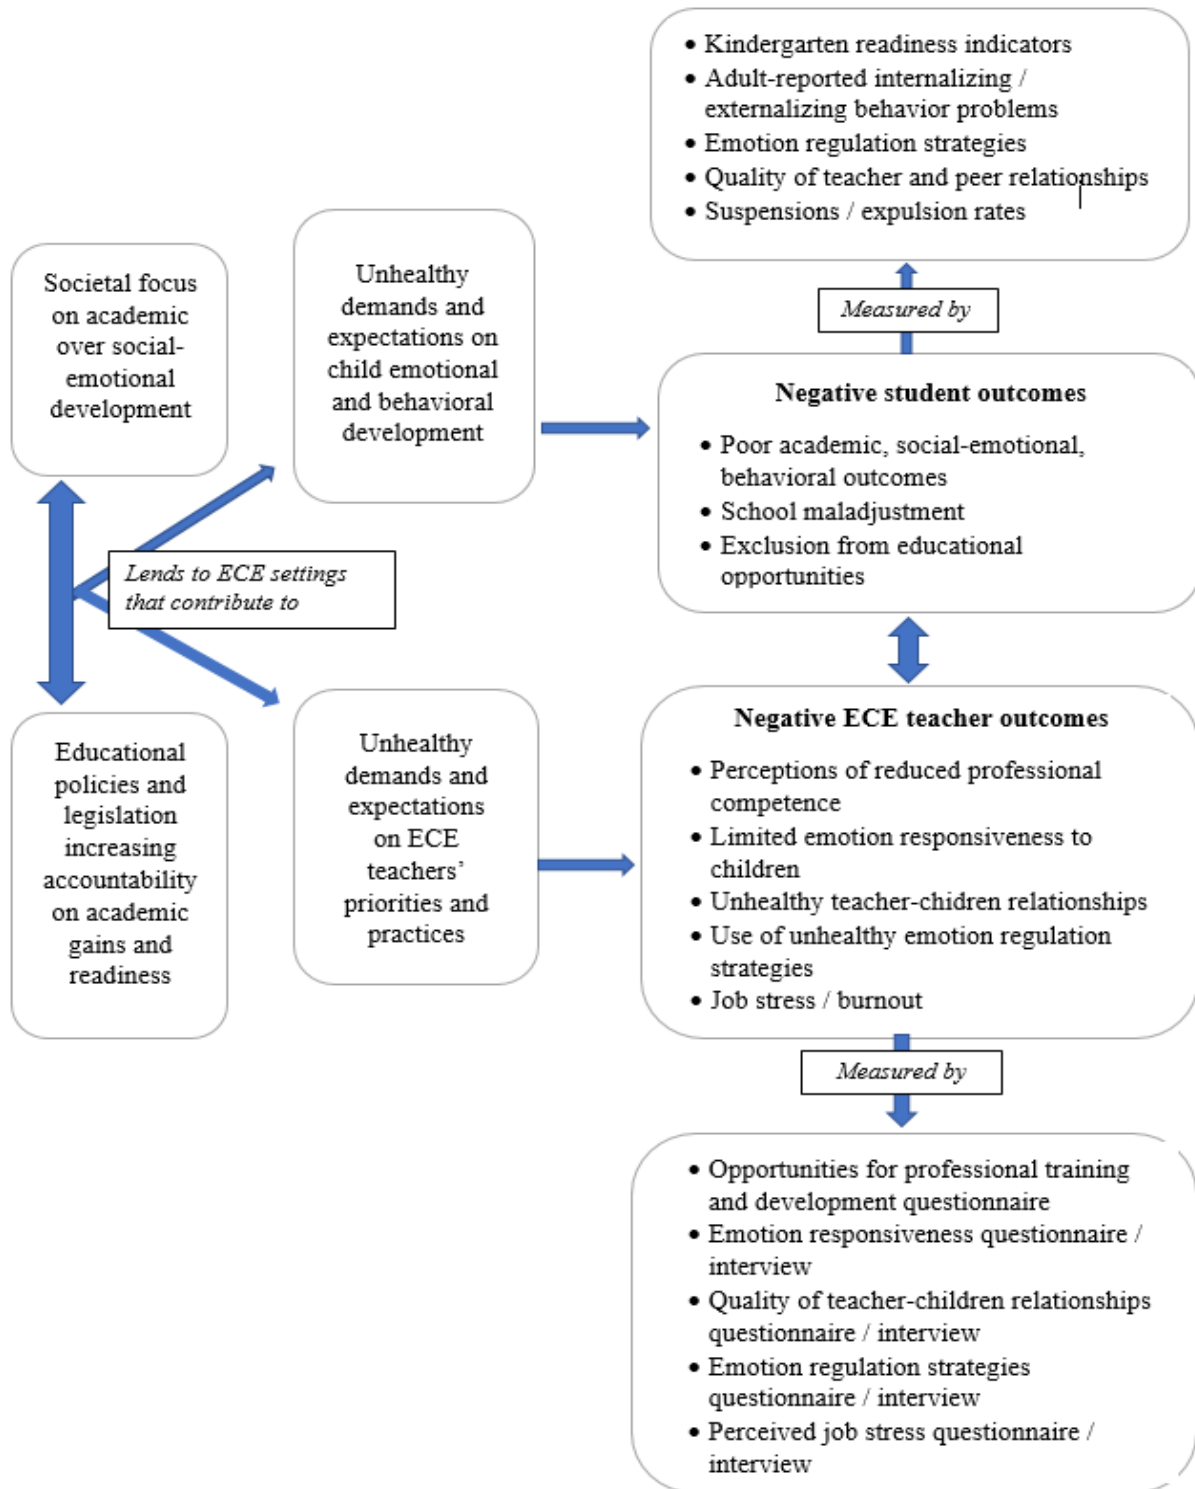 • Kindergarten readiness indicators
• Adult-reported internalizing /
externalizing behavior problems
• Emotion regulation strategies
• Quality of teacher and peer relationships
• Suspensions / expulsion rates
Measured by
Societal focus
on academic
over social-
emotional
development
Unhealthy
demands and
expectations on
child emotional
and behavioral
development
Negative student outcomes
• Poor academic, social-emotional,
behavioral outcomes
• School maladjustment
• Exclusion from educational
opportunities
Lends to ECE settings
that contribute to
Educational
policies and
legislation
increasing
accountability
on academic
gains and
readiness
Unhealthy
demands and
expectations
on ECE
teachers’
priorities and
practices
Negative ECE teacher outcomes
• Perceptions of reduced professional
competence
• Limited emotion responsiveness to
children
• Unhealthy teacher-chidren relationships
• Use of unhealthy emotion regulation
strategies
• Job stress / burnout
Measured by
• Opportunities for professional training
and development questionnaire
• Emotion responsiveness questionnaire /
interview
• Quality of teacher-children relationships
questionnaire / interview
• Emotion regulation strategies
questionnaire / interview
• Perceived job stress questionnaire /
interview